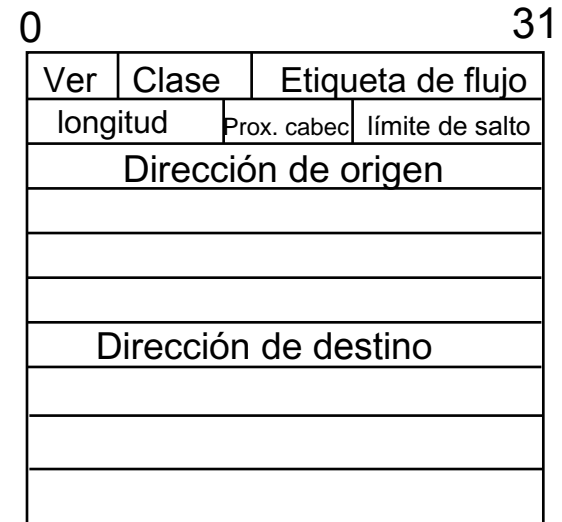 0 31
Ver Clase Etiqueta de flujo
longitud Prox. cabec límite de salto
Dirección de origen
Dirección de destino